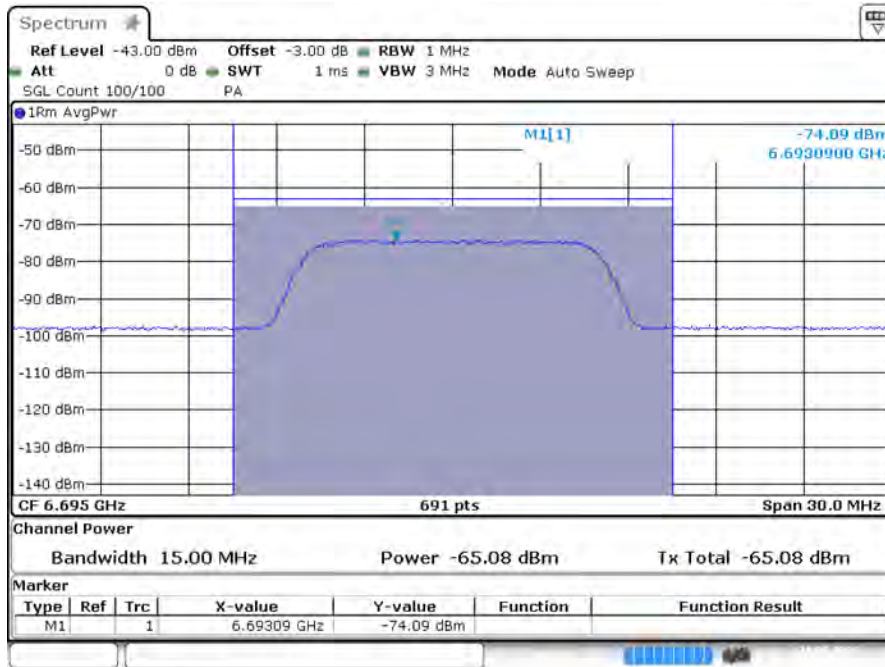 Spectrum
Ref Level -43.00 dBm Offset -3.00 dB RBW 1 MHz
Att 0 dB SWT 1 ms VBW 3 MHz Mode Auto Sweep
SGL Count 100/100 PA
1Rm AvgPwr
M1[1] -74.09 dBm
6.6930900 GHz
-50 dBm
-60 dBm
-70 dBm
-80 dBm
-90 dBm
-100 dBm
-110 dBm
-120 dBm
-130 dBm
-140 dBm
CF 6.695 GHz 691 pts Span 30.0 MHz
Channel Power
Bandwidth 15.00 MHz Power -65.08 dBm Tx Total -65.08 dBm
Marker
Type Ref Trc X-value Y-value Function Function Result
M1 1 6.69309 GHz -74.09 dBm